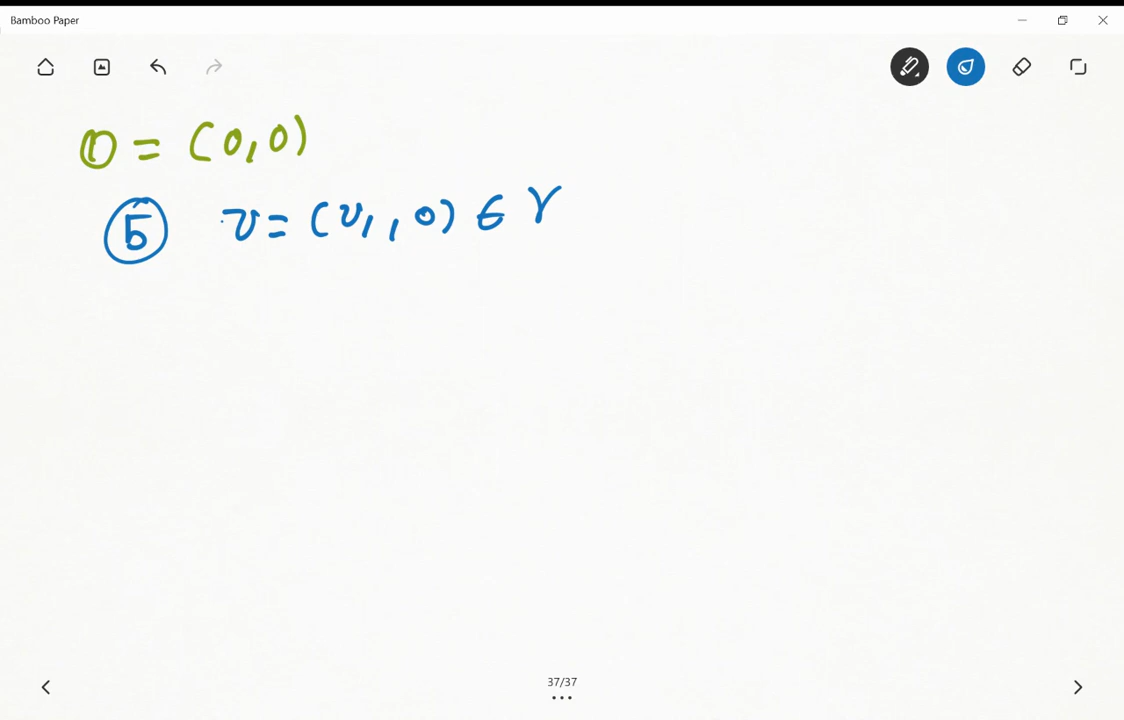 Bamboo Paper
0 = (0,0)
⑤ v = (v₁, 0) ∈ V
37/37